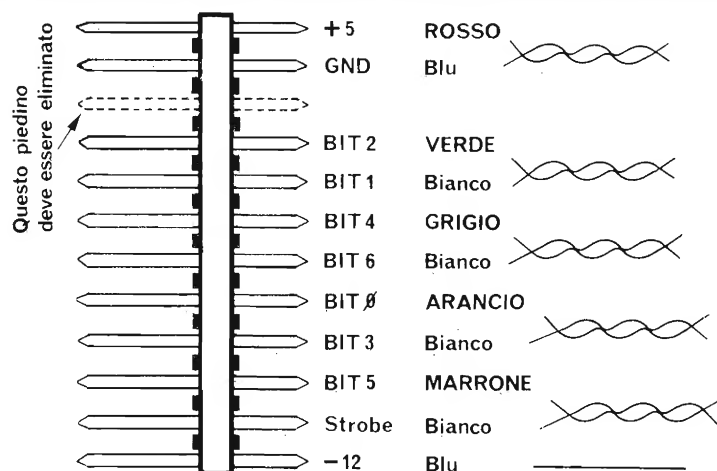 Questo piedino
deve essere eliminato
+5 ROSSO
GND Blu
BIT 2 VERDE
BIT 1 Bianco
BIT 4 GRIGIO
BIT 6 Bianco
BIT 0 ARANCIO
BIT 3 Bianco
BIT 5 MARRONE
Strobe Bianco
−12 Blu